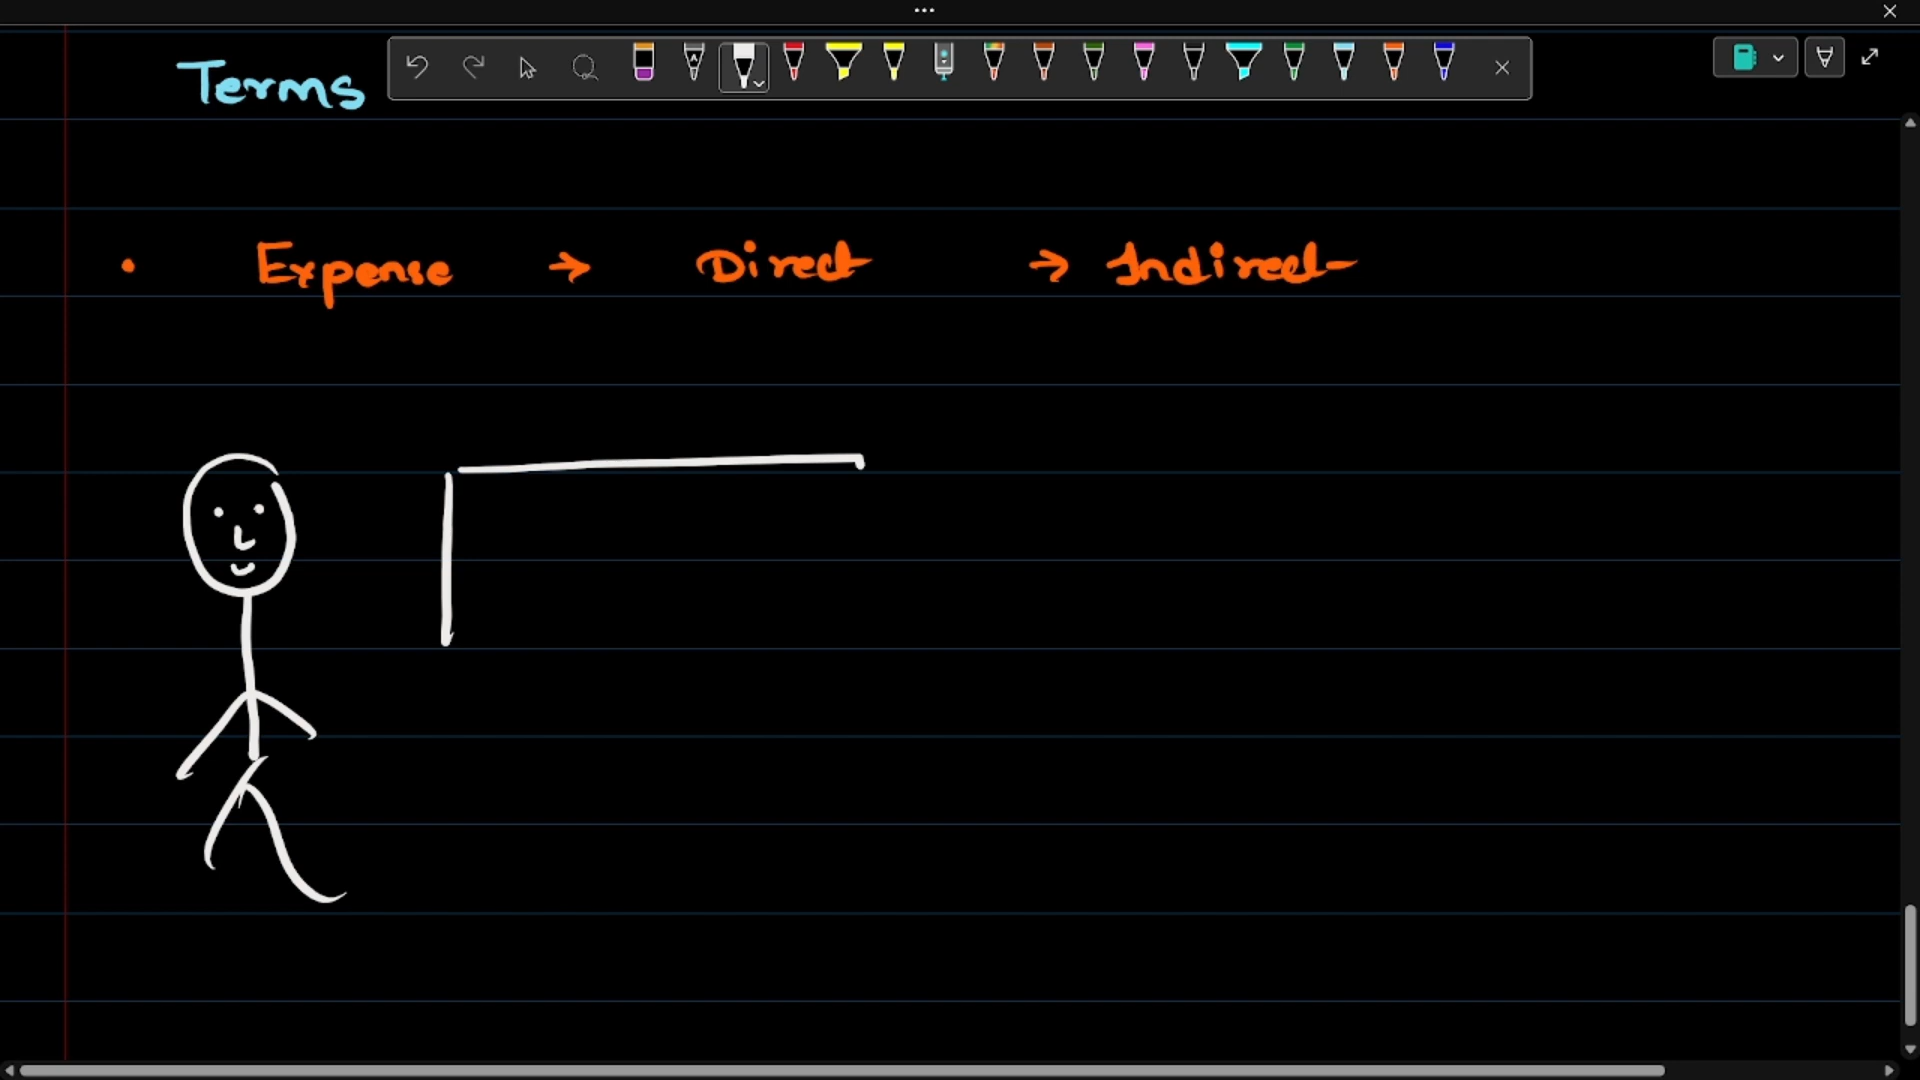 Terms
• Expense → Direct → Indirect